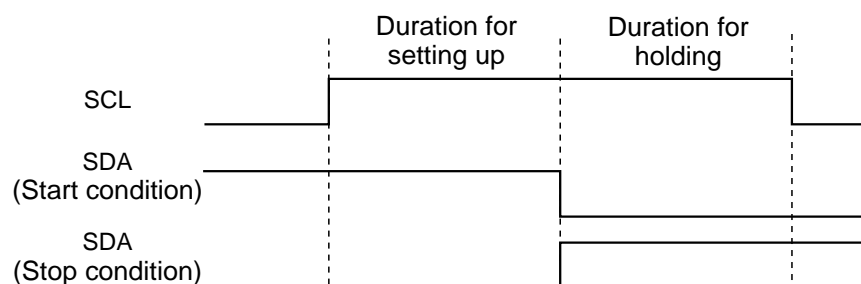 Duration for
setting up
Duration for
holding
SCL
SDA
(Start condition)
SDA
(Stop condition)